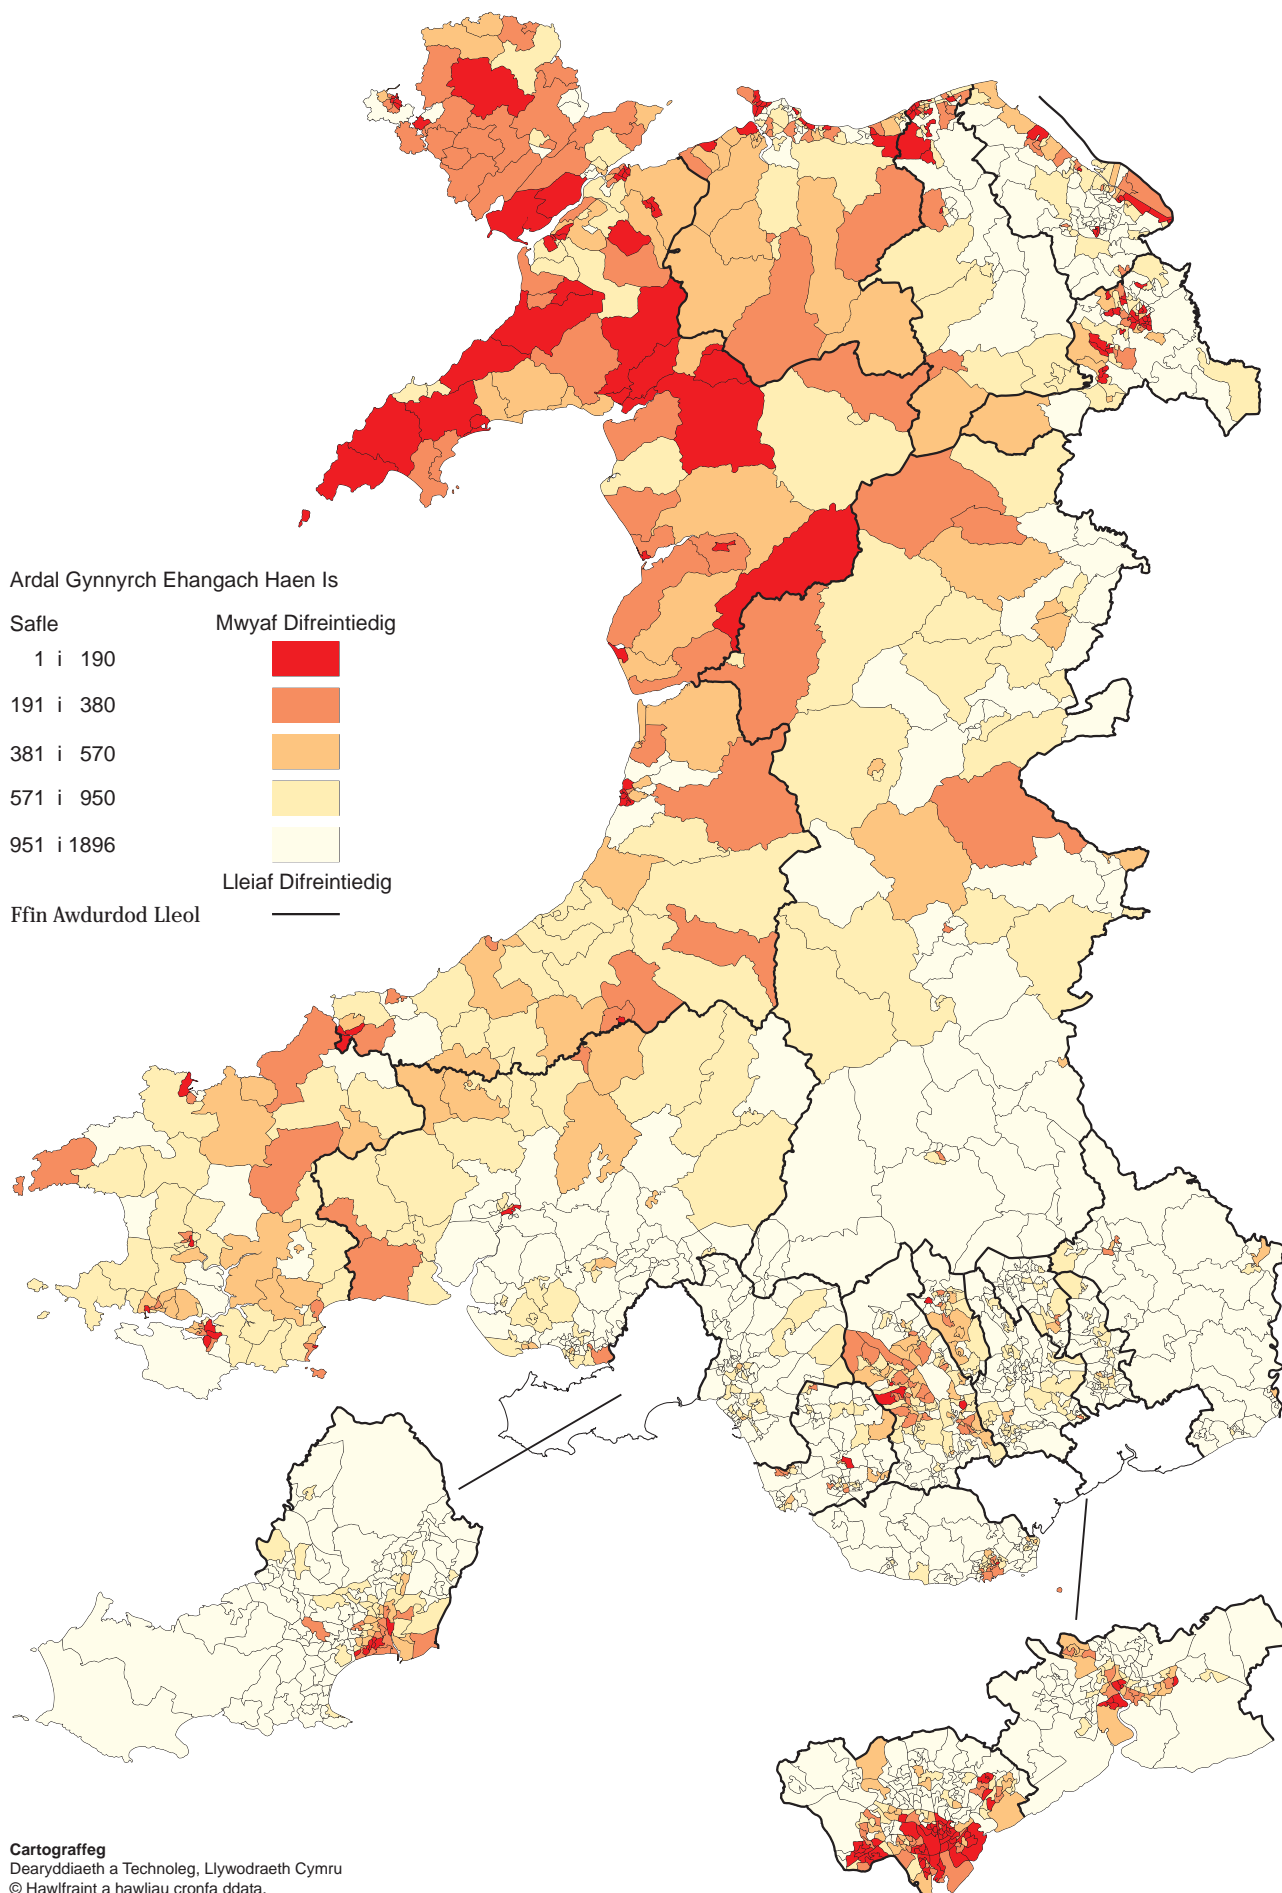 Ardal Gynnyrch Ehangach Haen Is
Safle Mwyaf Difreintiedig
1 i 190
191 i 380
381 i 570
571 i 950
951 i 1896
Lleiaf Difreintiedig
Ffin Awdurdod Lleol
Cartograffeg
Dearyddiaeth a Technoleg, Llywodraeth Cymru
© Hawlfraint a hawliau cronfa ddata,